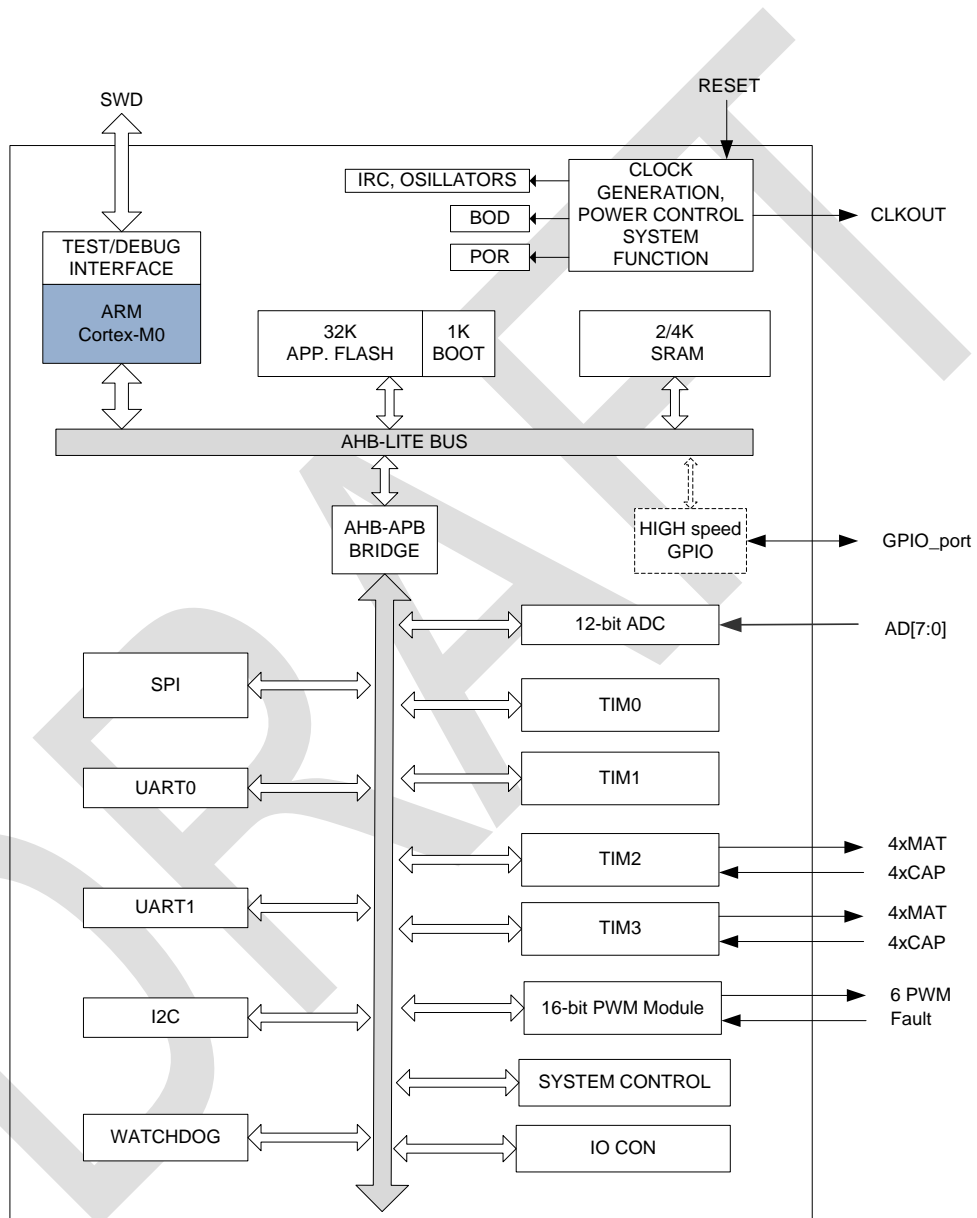 RESET
SWD
IRC, OSILLATORS
BOD
POR
CLOCK
GENERATION,
POWER CONTROL
SYSTEM
FUNCTION
CLKOUT
TEST/DEBUG
INTERFACE
ARM
Cortex-M0
32K
APP. FLASH
1K
BOOT
2/4K
SRAM
AHB-LITE BUS
AHB-APB
BRIDGE
HIGH speed
GPIO
GPIO_port
12-bit ADC
AD[7:0]
SPI
TIM0
UART0
TIM1
TIM2
4xMAT
4xCAP
UART1
TIM3
4xMAT
4xCAP
I2C
16-bit PWM Module
6 PWM
Fault
SYSTEM CONTROL
WATCHDOG
IO CON
DRAFT